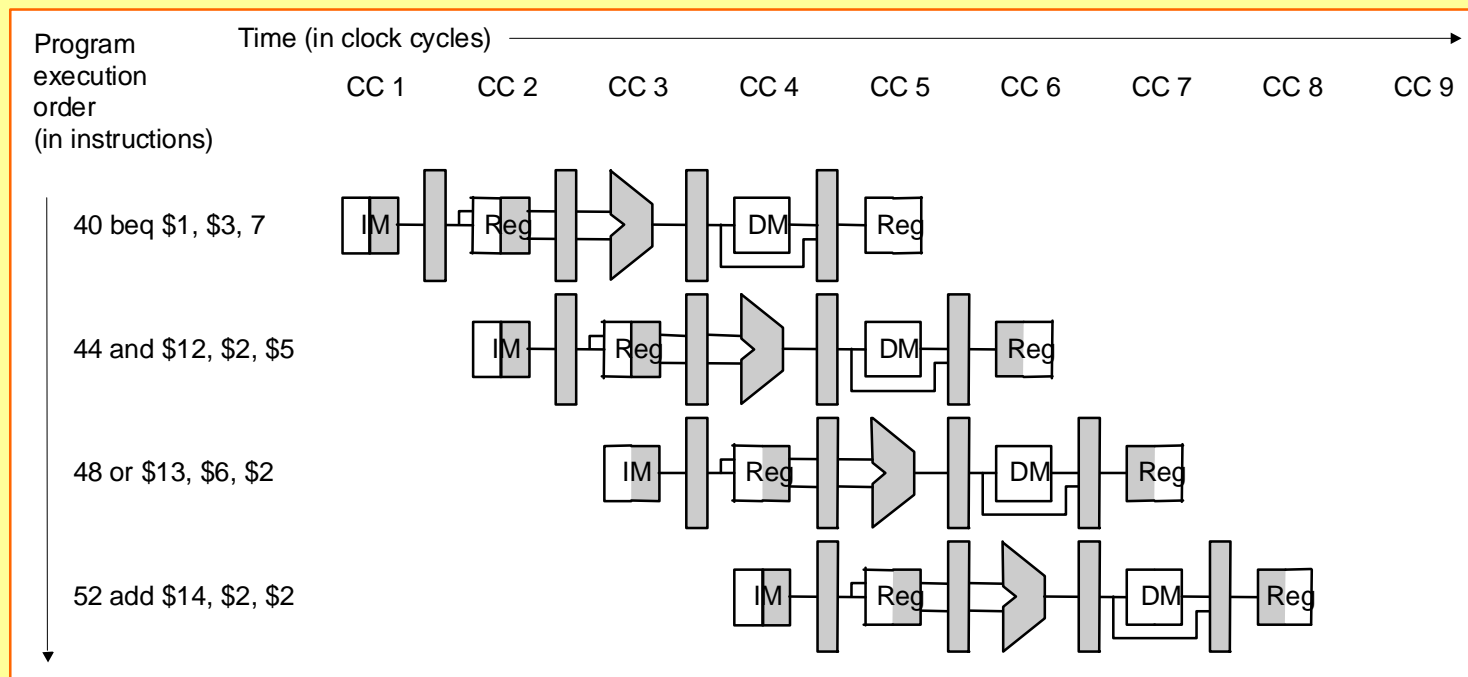 Program
execution
order
(in instructions)
Time (in clock cycles)
CC 1 CC 2 CC 3 CC 4 CC 5 CC 6 CC 7 CC 8 CC 9
40 beq $1, $3, 7
IM Reg DM Reg
44 and $12, $2, $5
IM Reg DM Reg
48 or $13, $6, $2
IM Reg DM Reg
52 add $14, $2, $2
IM Reg DM Reg